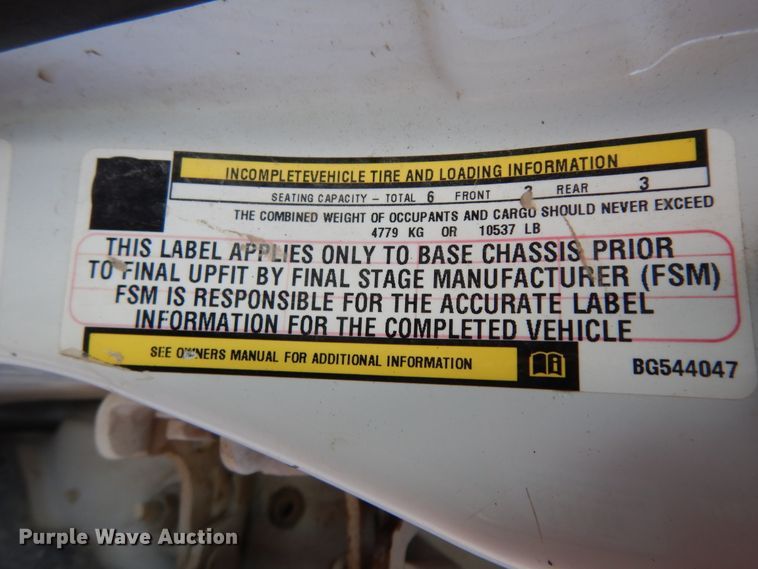 INCOMPLETEVEHICLE TIRE AND LOADING INFORMATION
SEATING CAPACITY - TOTAL 6 FRONT 3 REAR 3
THE COMBINED WEIGHT OF OCCUPANTS AND CARGO SHOULD NEVER EXCEED
4779 KG OR 10537 LB
THIS LABEL APPLIES ONLY TO BASE CHASSIS PRIOR
TO FINAL UPFIT BY FINAL STAGE MANUFACTURER (FSM)
FSM IS RESPONSIBLE FOR THE ACCURATE LABEL
INFORMATION FOR THE COMPLETED VEHICLE
SEE OWNERS MANUAL FOR ADDITIONAL INFORMATION
BG544047
Purple Wave Auction®